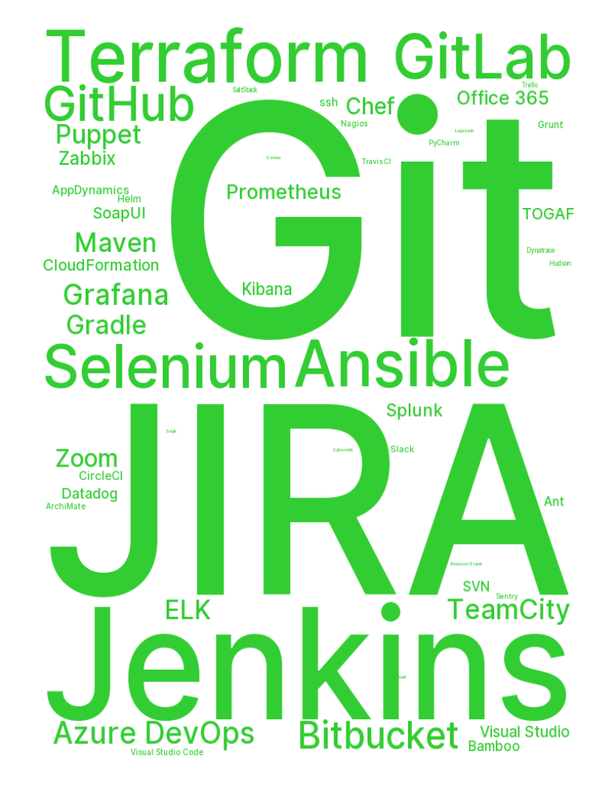 Terraform
GitLab
SaltStack
Trello
GitHub
ssh
Chef
Office 365
Puppet
Nagios
Grunt
Zabbix
PyCharm
Travis CI
Git
AppDynamics
Helm
Prometheus
SoapUI
TOGAF
Maven
Dynatrace
CloudFormation
Hudson
Grafana
Kibana
Gradle
Selenium
Ansible
JIRA
Splunk
Slack
Zoom
CircleCI
Datadog
ArchiMate
Ant
SVN
Sentry
ELK
TeamCity
Jenkins
Azure DevOps
Bitbucket
Visual Studio
Bamboo
Visual Studio Code